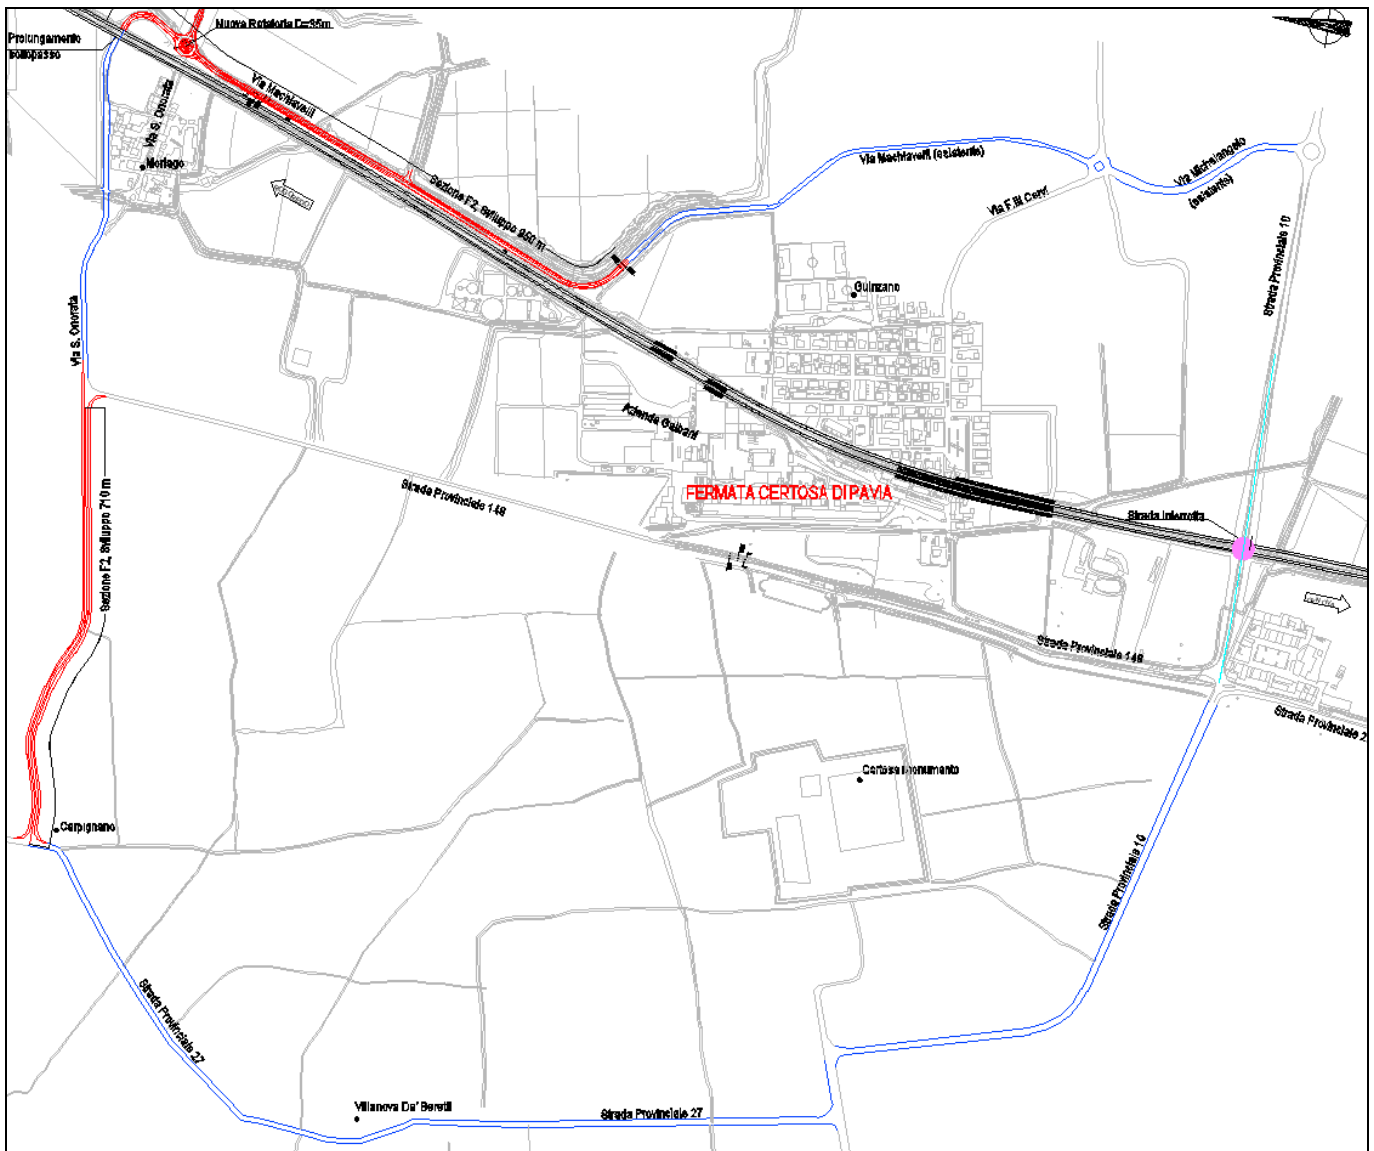 Nuova Rotatoria D=35m
Prolungamento
sottopasso
Via Machiavelli
Via S. Onorata
Moriago
Sezione F2, Sviluppo 950 m
Via Machiavelli (esistente)
Via Michelangelo
(esistente)
Via F.lli Cervi
Strada Provinciale 10
Guinzano
Via S. Onorata
Azienda Galbani
Strada Provinciale 148
FERMATA CERTOSA DI PAVIA
Strada Interrotta
Sezione F2, Sviluppo 710 m
Strada Provinciale 148
Strada Provinciale 2
Certosa monumento
Carpignano
Strada Provinciale 10
Strada Provinciale 27
Villanova De' Beretti
Strada Provinciale 27